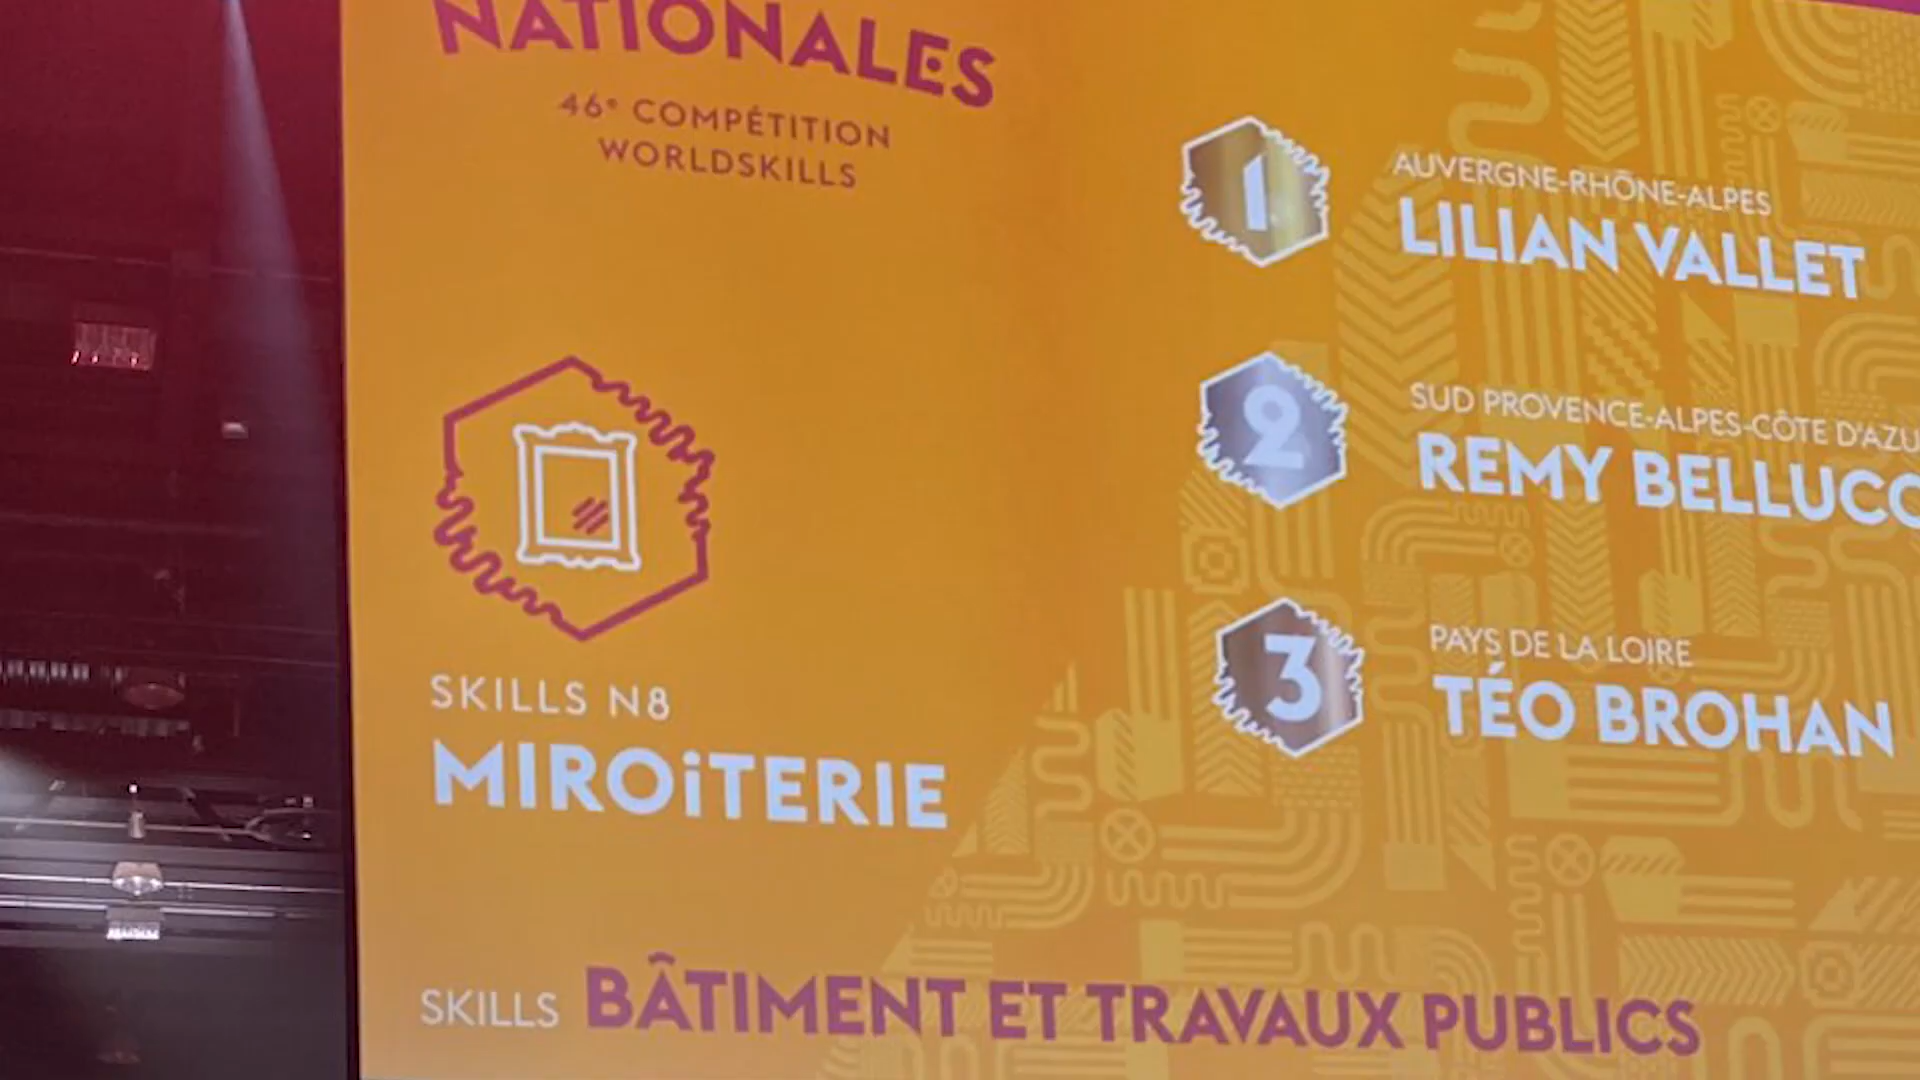 NATIONALES
46e COMPÉTITION
WORLDSKILLS
SKILLS N8
MIROiTERIE
1
AUVERGNE-RHÔNE-ALPES
LILIAN VALLET
2
SUD PROVENCE-ALPES-CÔTE D'AZU
REMY BELLUCC
3
PAYS DE LA LOIRE
TÉO BROHAN
SKILLS BÂTIMENT ET TRAVAUX PUBLICS